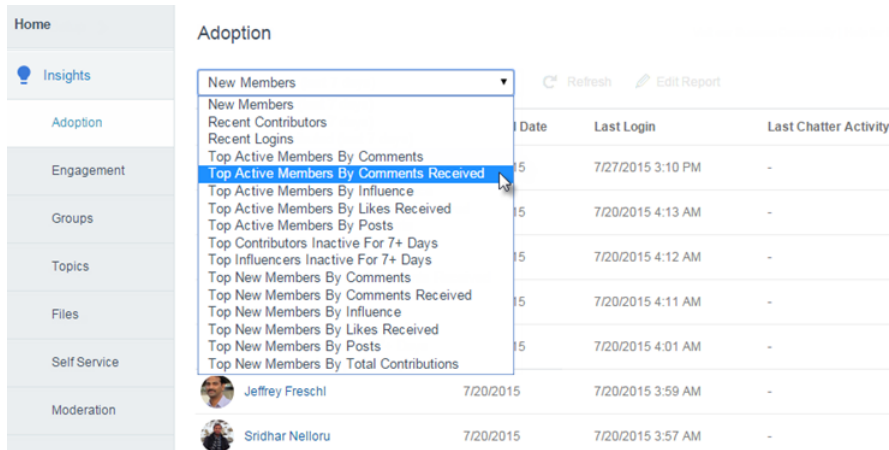 Home
Adoption
Insights
New Members
Refresh
Edit Report
New Members
Recent Contributors
Recent Logins
Top Active Members By Comments
Top Active Members By Comments Received
Top Active Members By Influence
Top Active Members By Likes Received
Top Active Members By Posts
Top Contributors Inactive For 7+ Days
Top Influencers Inactive For 7+ Days
Top New Members By Comments
Top New Members By Comments Received
Top New Members By Influence
Top New Members By Likes Received
Top New Members By Posts
Top New Members By Total Contributions
Adoption
Engagement
Groups
Topics
Files
Self Service
Moderation
Date Last Login Last Chatter Activity
15 7/27/2015 3:10 PM -
15 7/20/2015 4:13 AM -
15 7/20/2015 4:12 AM -
15 7/20/2015 4:11 AM -
15 7/20/2015 4:01 AM -
Jeffrey Freschl 7/20/2015 7/20/2015 3:59 AM -
Sridhar Nelloru 7/20/2015 7/20/2015 3:57 AM -